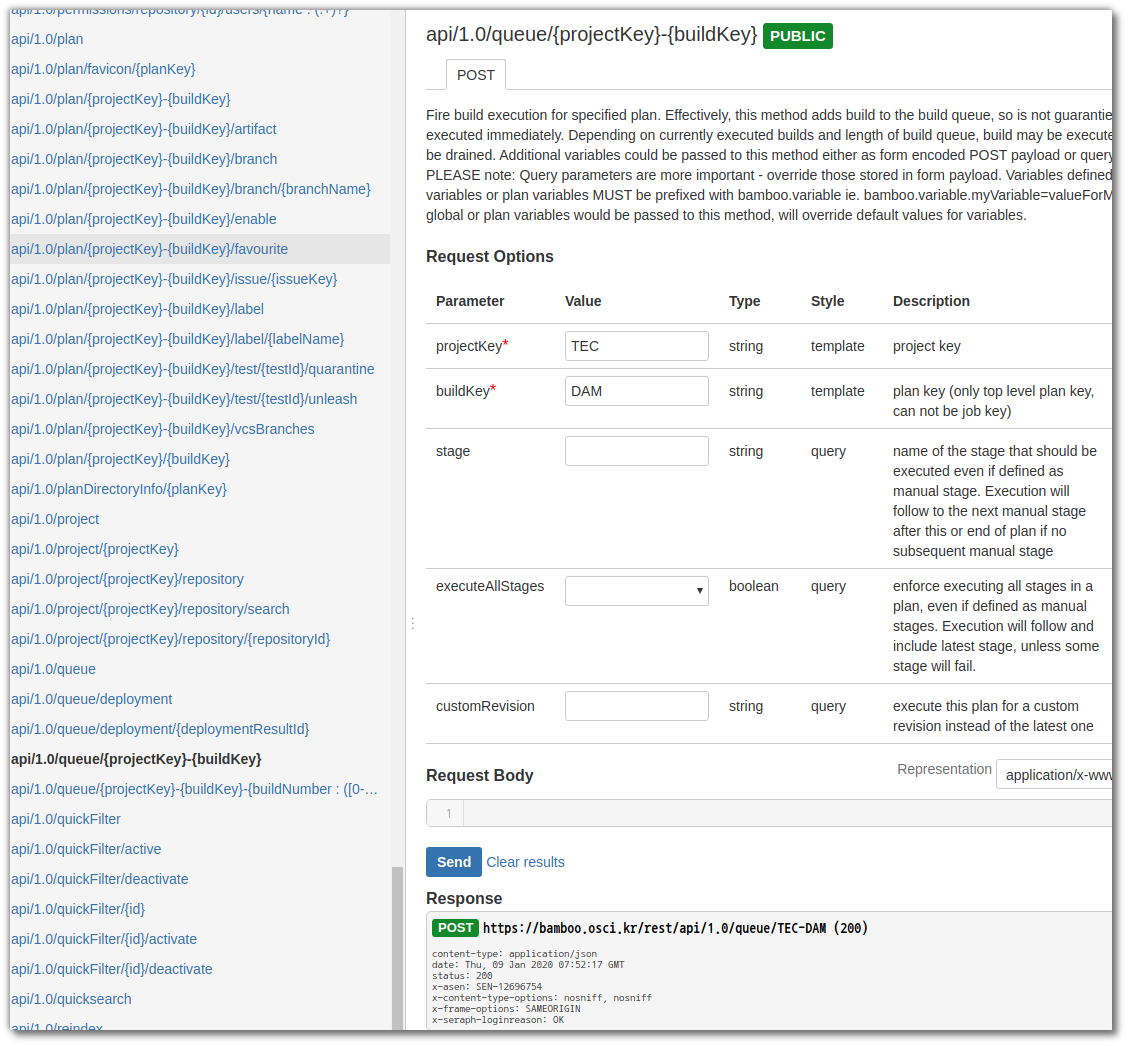 api/1.0/permissions/repository/{id}/users/{name : (.+)?}
api/1.0/plan
api/1.0/plan/favicon/{planKey}
api/1.0/plan/{projectKey}-{buildKey}
api/1.0/plan/{projectKey}-{buildKey}/artifact
api/1.0/plan/{projectKey}-{buildKey}/branch
api/1.0/plan/{projectKey}-{buildKey}/branch/{branchName}
api/1.0/plan/{projectKey}-{buildKey}/enable
api/1.0/plan/{projectKey}-{buildKey}/favourite
api/1.0/plan/{projectKey}-{buildKey}/issue/{issueKey}
api/1.0/plan/{projectKey}-{buildKey}/label
api/1.0/plan/{projectKey}-{buildKey}/label/{labelName}
api/1.0/plan/{projectKey}-{buildKey}/test/{testId}/quarantine
api/1.0/plan/{projectKey}-{buildKey}/test/{testId}/unleash
api/1.0/plan/{projectKey}-{buildKey}/vcsBranches
api/1.0/plan/{projectKey}/{buildKey}
api/1.0/planDirectoryInfo/{planKey}
api/1.0/project
api/1.0/project/{projectKey}
api/1.0/project/{projectKey}/repository
api/1.0/project/{projectKey}/repository/search
api/1.0/project/{projectKey}/repository/{repositoryId}
api/1.0/queue
api/1.0/queue/deployment
api/1.0/queue/deployment/{deploymentResultId}
api/1.0/queue/{projectKey}-{buildKey}
api/1.0/queue/{projectKey}-{buildKey}-{buildNumber : ([0-…
api/1.0/quickFilter
api/1.0/quickFilter/active
api/1.0/quickFilter/deactivate
api/1.0/quickFilter/{id}
api/1.0/quickFilter/{id}/activate
api/1.0/quickFilter/{id}/deactivate
api/1.0/quicksearch
api/1.0/reindex
api/1.0/queue/{projectKey}-{buildKey} PUBLIC
POST
Fire build execution for specified plan. Effectively, this method adds build to the build queue, so is not guarantie
executed immediately. Depending on currently executed builds and length of build queue, build may be execute
be drained. Additional variables could be passed to this method either as form encoded POST payload or query
PLEASE note: Query parameters are more important - override those stored in form payload. Variables defined
variables or plan variables MUST be prefixed with bamboo.variable ie. bamboo.variable.myVariable=valueForM
global or plan variables would be passed to this method, will override default values for variables.
Request Options
Parameter Value Type Style Description
projectKey* TEC string template project key
buildKey* DAM string template plan key (only top level plan key,
can not be job key)
stage string query name of the stage that should be
executed even if defined as
manual stage. Execution will
follow to the next manual stage
after this or end of plan if no
subsequent manual stage
executeAllStages boolean query enforce executing all stages in a
plan, even if defined as manual
stages. Execution will follow and
include latest stage, unless some
stage will fail.
customRevision string query execute this plan for a custom
revision instead of the latest one
Request Body Representation application/x-www
1
Send Clear results
Response
POST https://bamboo.osci.kr/rest/api/1.0/queue/TEC-DAM (200)
content-type: application/json
date: Thu, 09 Jan 2020 07:52:17 GMT
status: 200
x-asen: SEN-12696754
x-content-type-options: nosniff, nosniff
x-frame-options: SAMEORIGIN
x-seraph-loginreason: OK